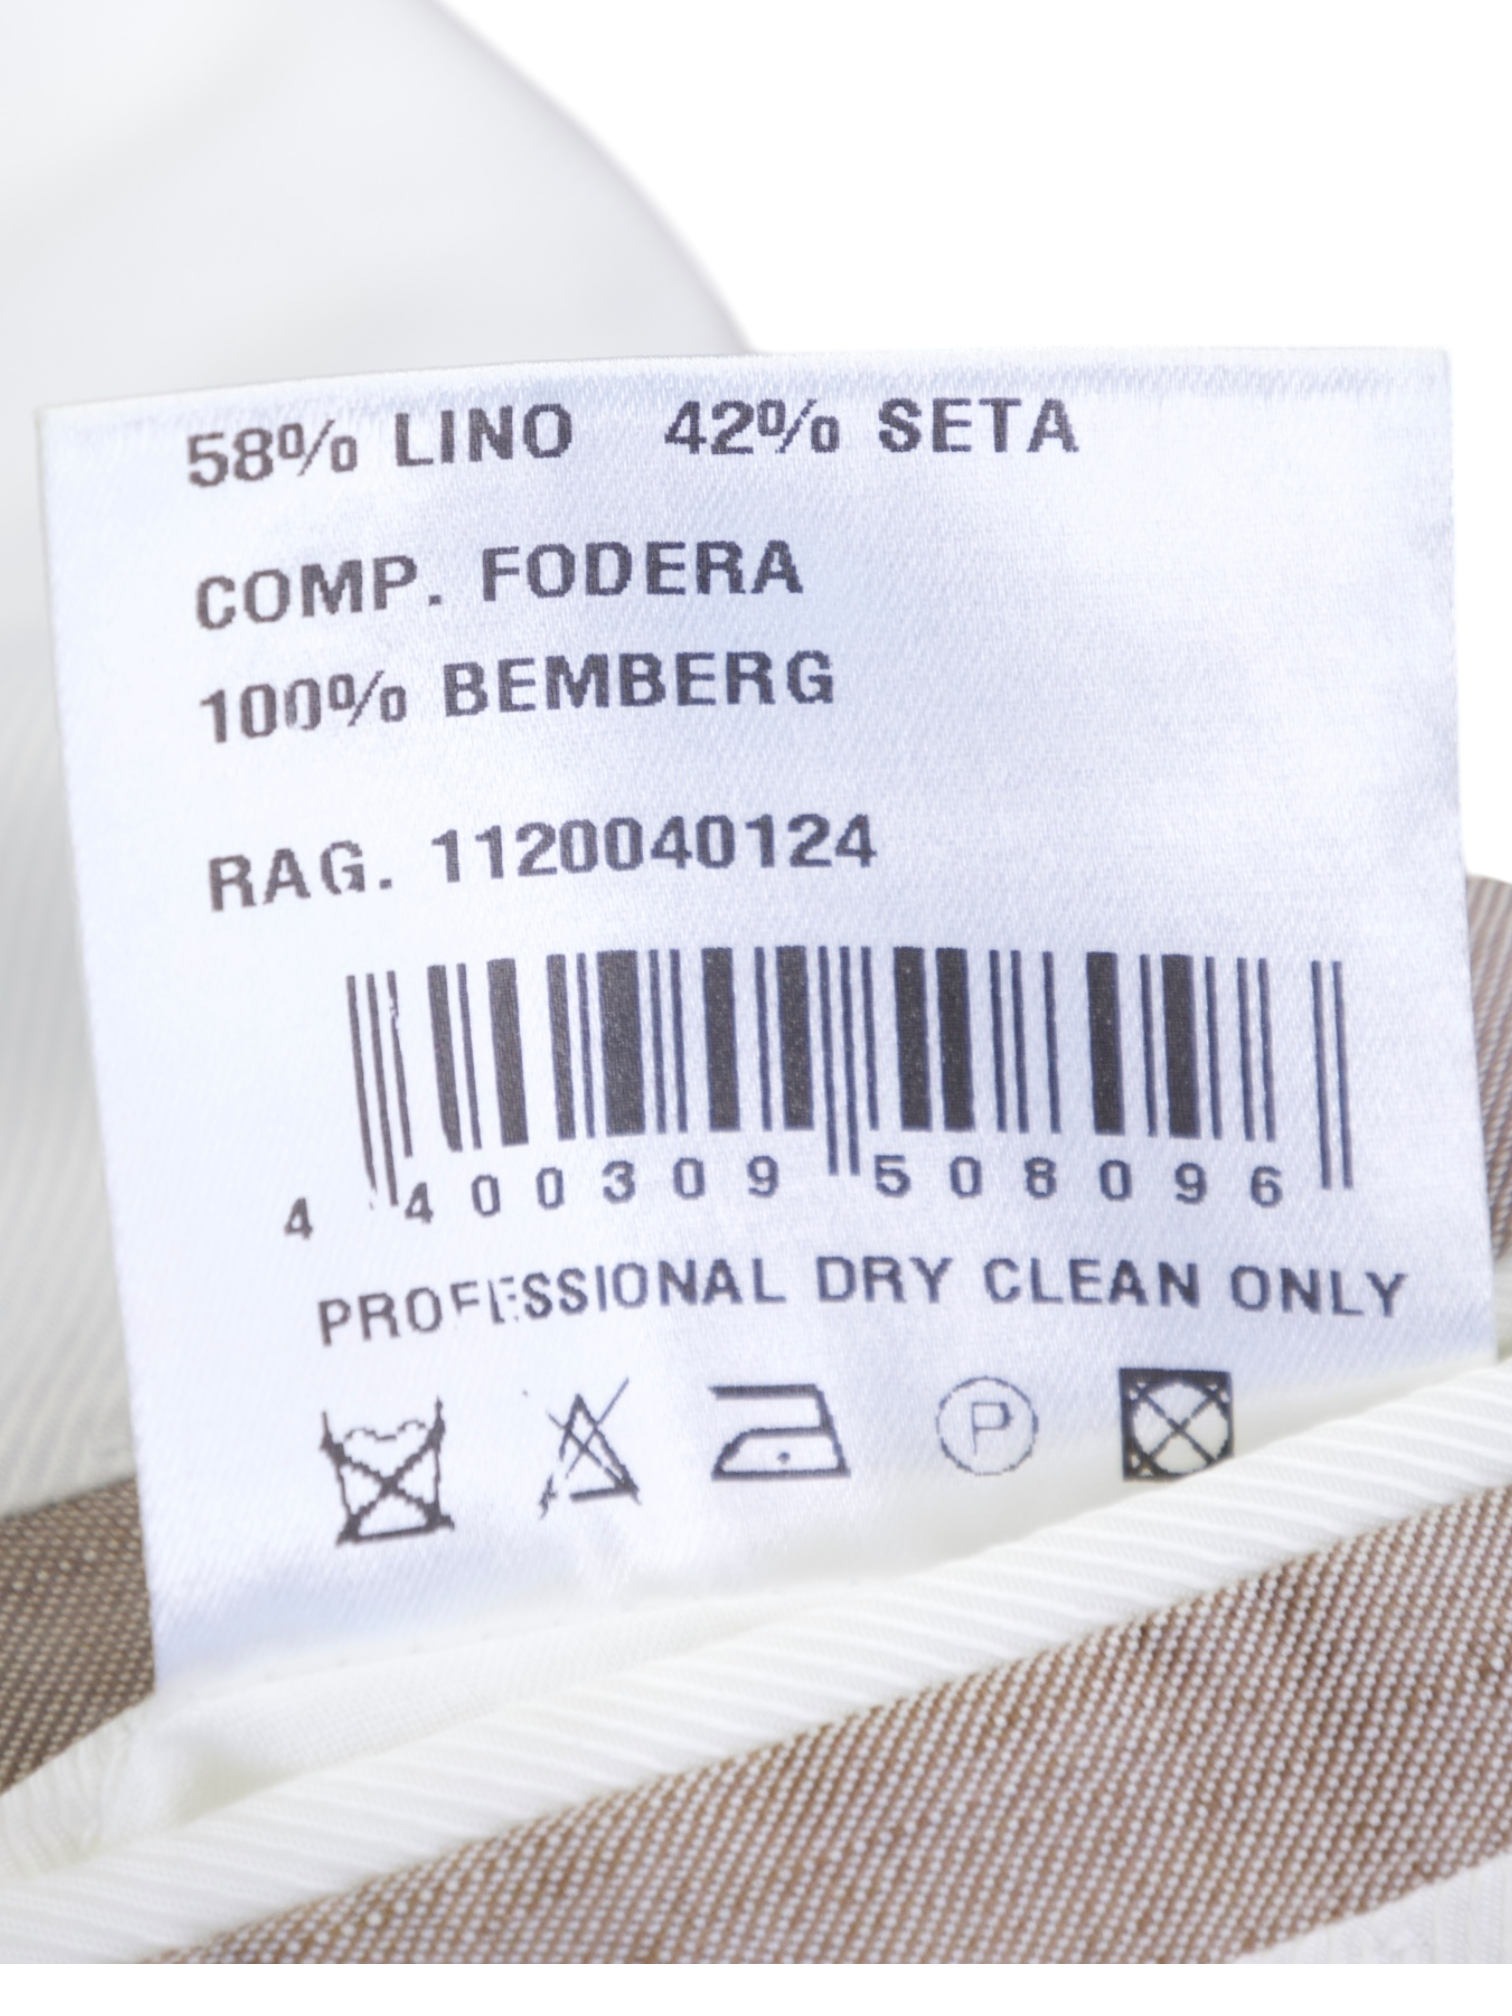 58% LINO 42% SETA
COMP. FODERA
100% BEMBERG
RAG. 1120040124
4 400309 508096
PROFESSIONAL DRY CLEAN ONLY
P